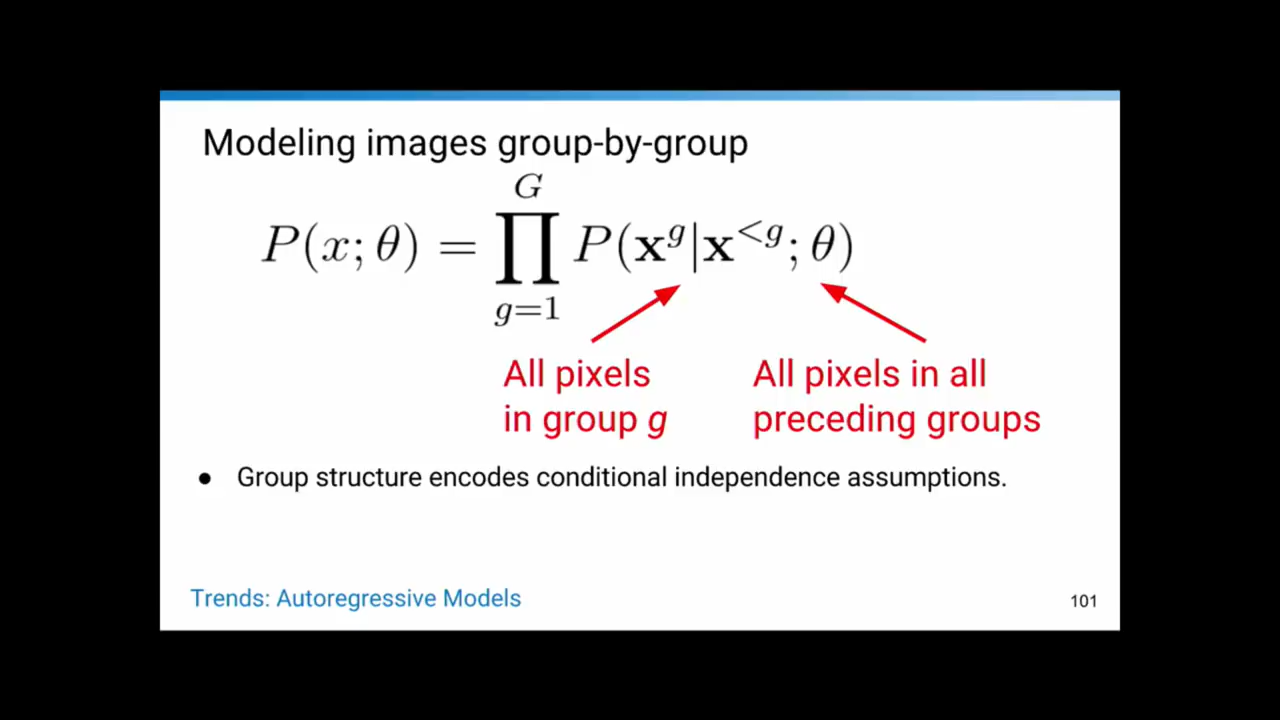 Modeling images group-by-group
P(x; θ) = ∏_{g=1}^{G} P(𝐱^g|𝐱^{<g}; θ)
All pixels
in group g
All pixels in all
preceding groups
● Group structure encodes conditional independence assumptions.
Trends: Autoregressive Models
101